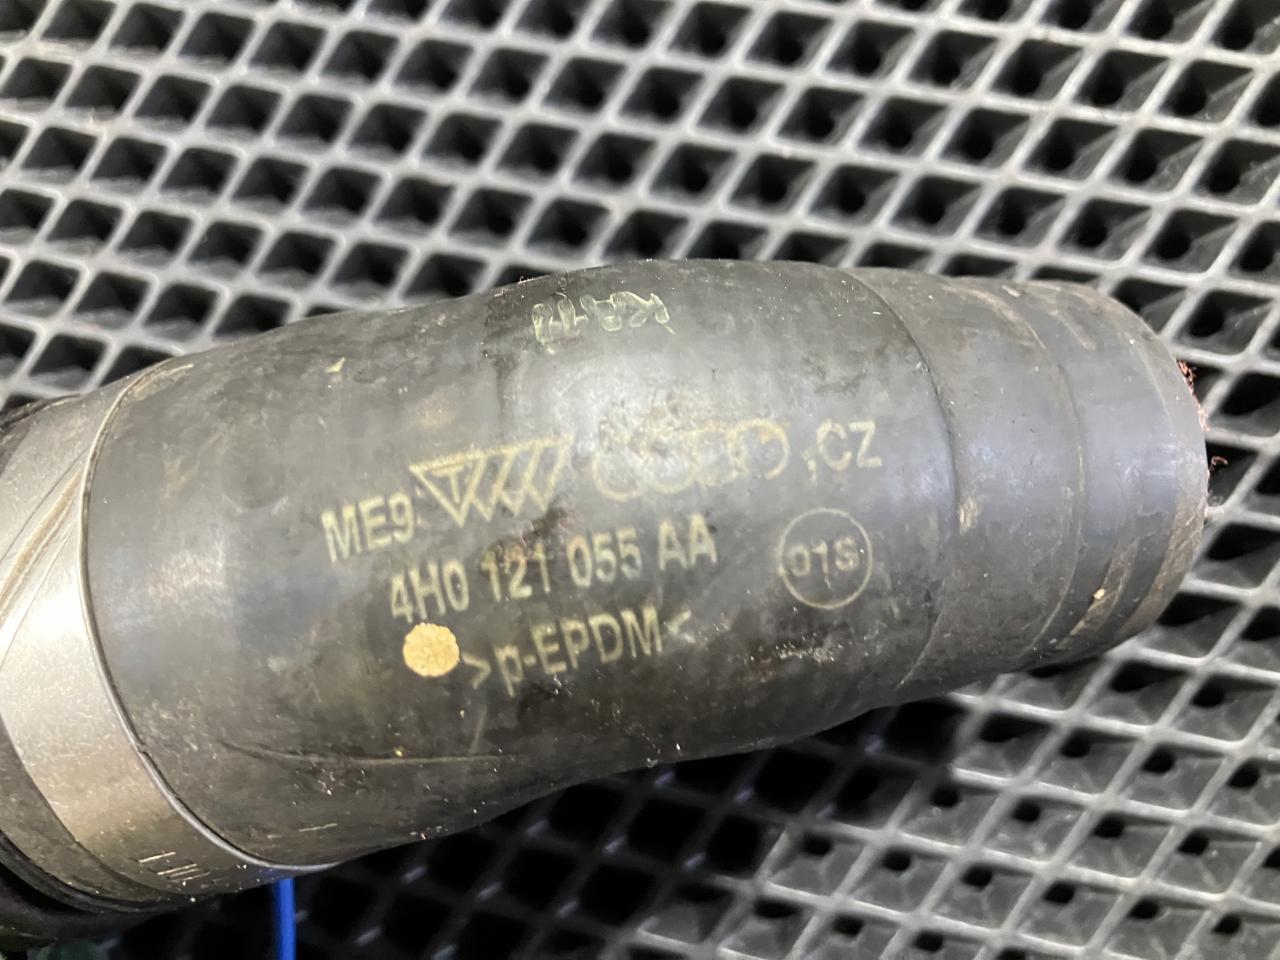 ME9 ,CZ
4H0 121 055 AA
01S
>p-EPDM<